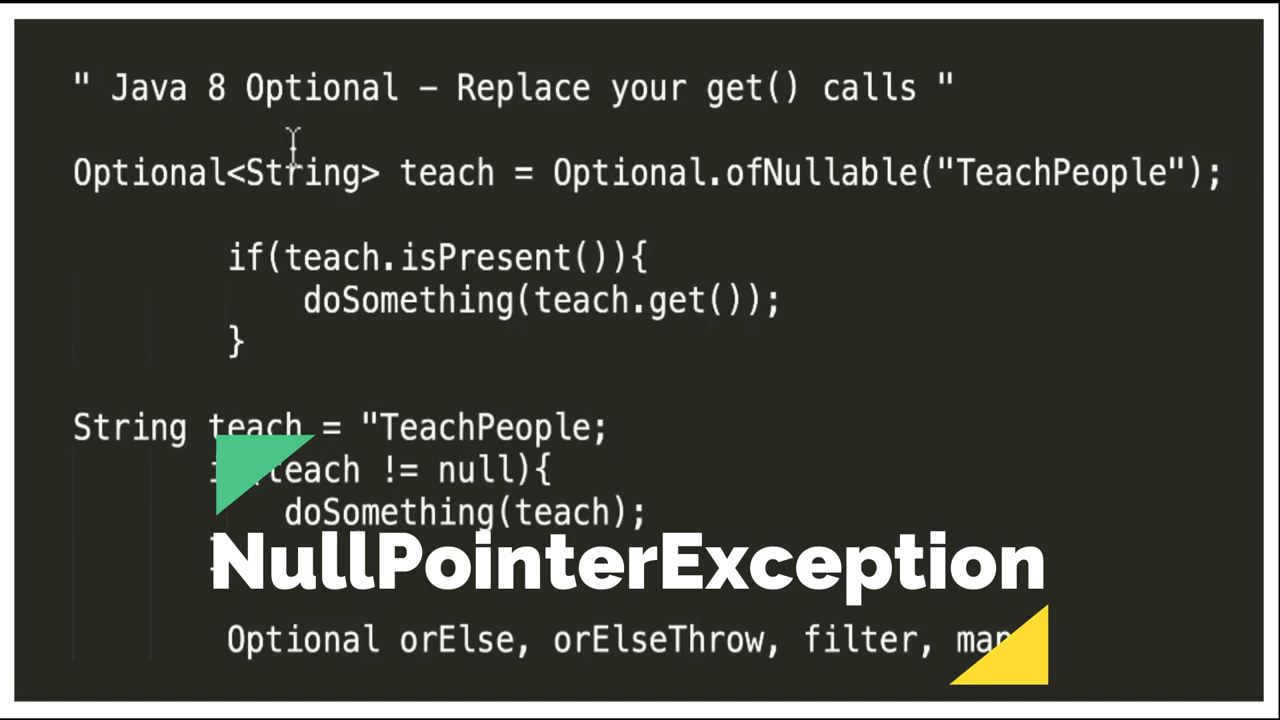 " Java 8 Optional – Replace your get() calls "
Optional<String> teach = Optional.ofNullable("TeachPeople");
if(teach.isPresent()){
doSomething(teach.get());
}
String teach = "TeachPeople;
teach != null){
doSomething(teach);
NullPointerException
Optional orElse, orElseThrow, filter,